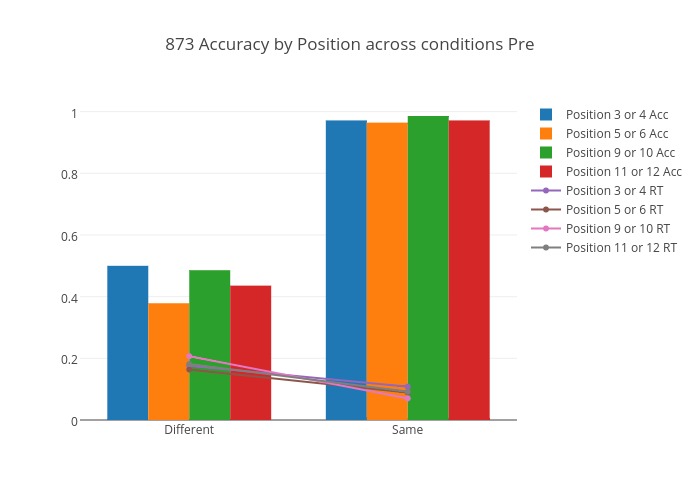 873 Accuracy by Position across conditions Pre
1
0.8
0.6
0.4
0.2
0
Different
Same
Position 3 or 4 Acc
Position 5 or 6 Acc
Position 9 or 10 Acc
Position 11 or 12 Acc
Position 3 or 4 RT
Position 5 or 6 RT
Position 9 or 10 RT
Position 11 or 12 RT